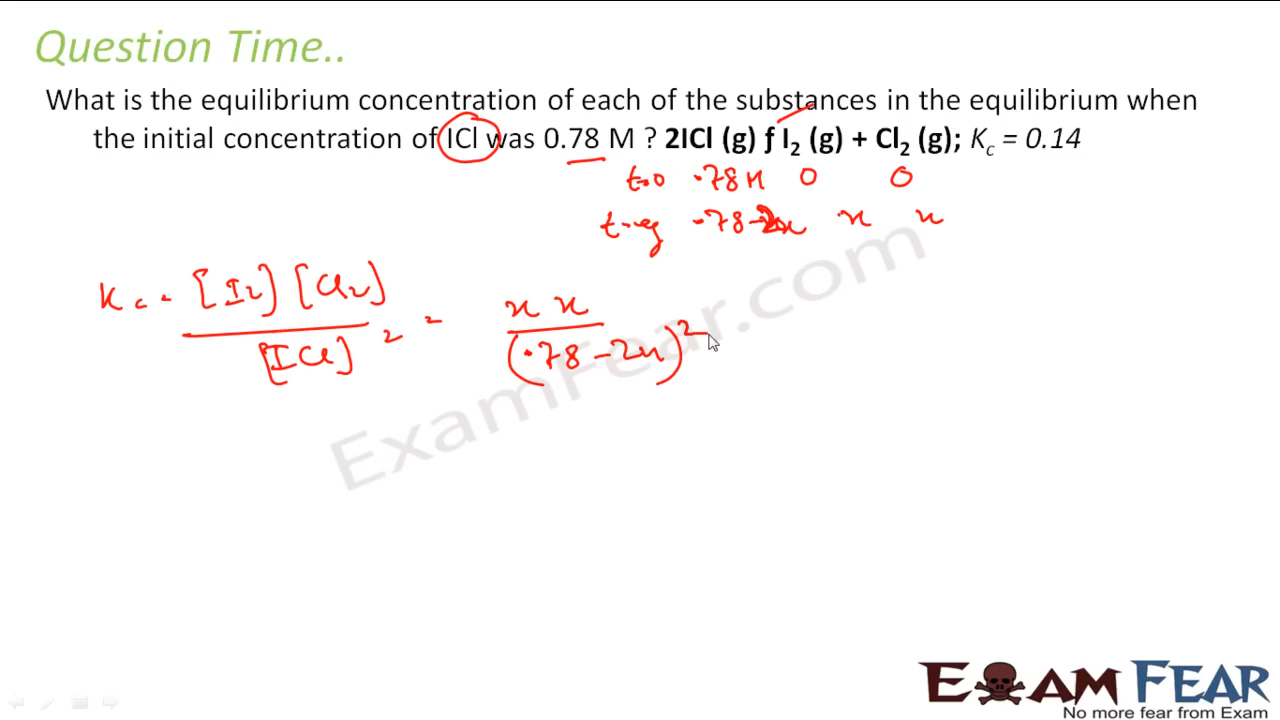 Question Time..
What is the equilibrium concentration of each of the substances in the equilibrium when
the initial concentration of ICl was 0.78 M ? 2ICl (g) ƒ I₂ (g) + Cl₂ (g); K_c = 0.14
t=0 .78M 0 0
t=eq .78-2x x x
K_c = [I₂] [Cl₂] / [ICl]² = x x / (.78-2x)²
ExamFear.com
EXAM FEAR
No more fear from Exam